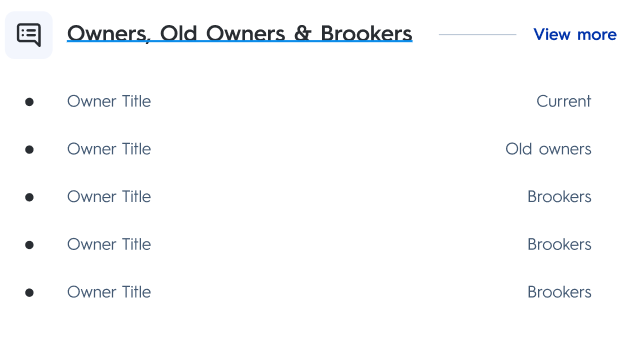 Owners, Old Owners & Brookers View more
Owner Title Current
Owner Title Old owners
Owner Title Brookers
Owner Title Brookers
Owner Title Brookers